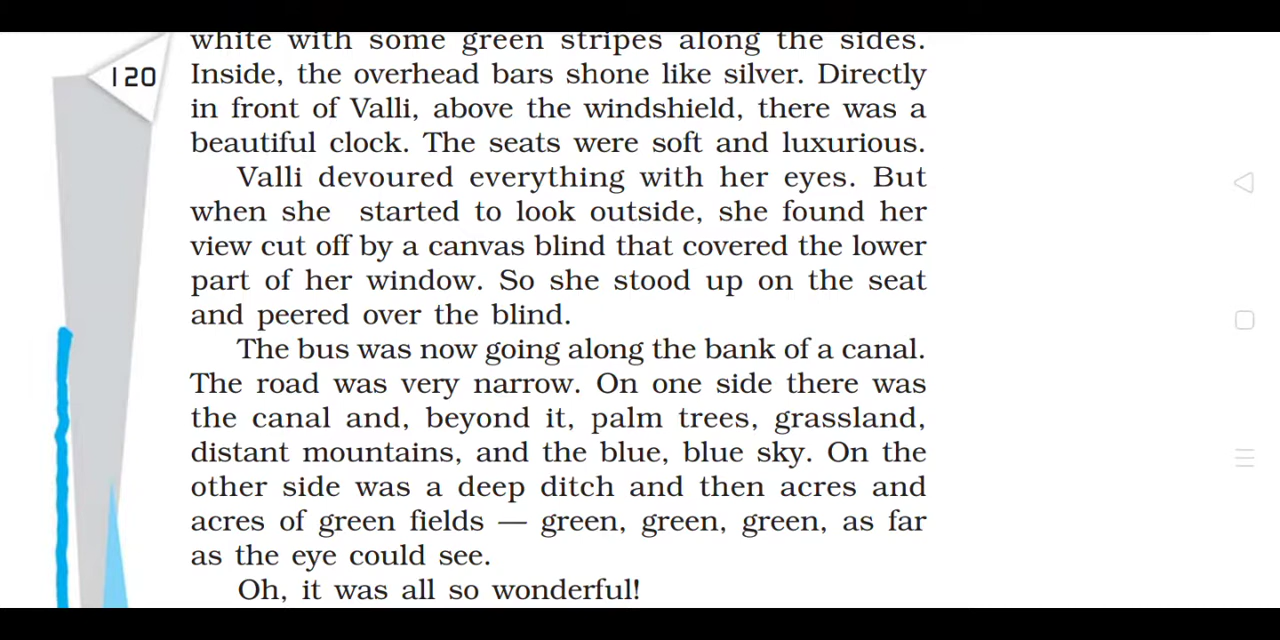 white with some green stripes along the sides.
120
Inside, the overhead bars shone like silver. Directly
in front of Valli, above the windshield, there was a
beautiful clock. The seats were soft and luxurious.
Valli devoured everything with her eyes. But
when she started to look outside, she found her
view cut off by a canvas blind that covered the lower
part of her window. So she stood up on the seat
and peered over the blind.
The bus was now going along the bank of a canal.
The road was very narrow. On one side there was
the canal and, beyond it, palm trees, grassland,
distant mountains, and the blue, blue sky. On the
other side was a deep ditch and then acres and
acres of green fields — green, green, green, as far
as the eye could see.
Oh, it was all so wonderful!